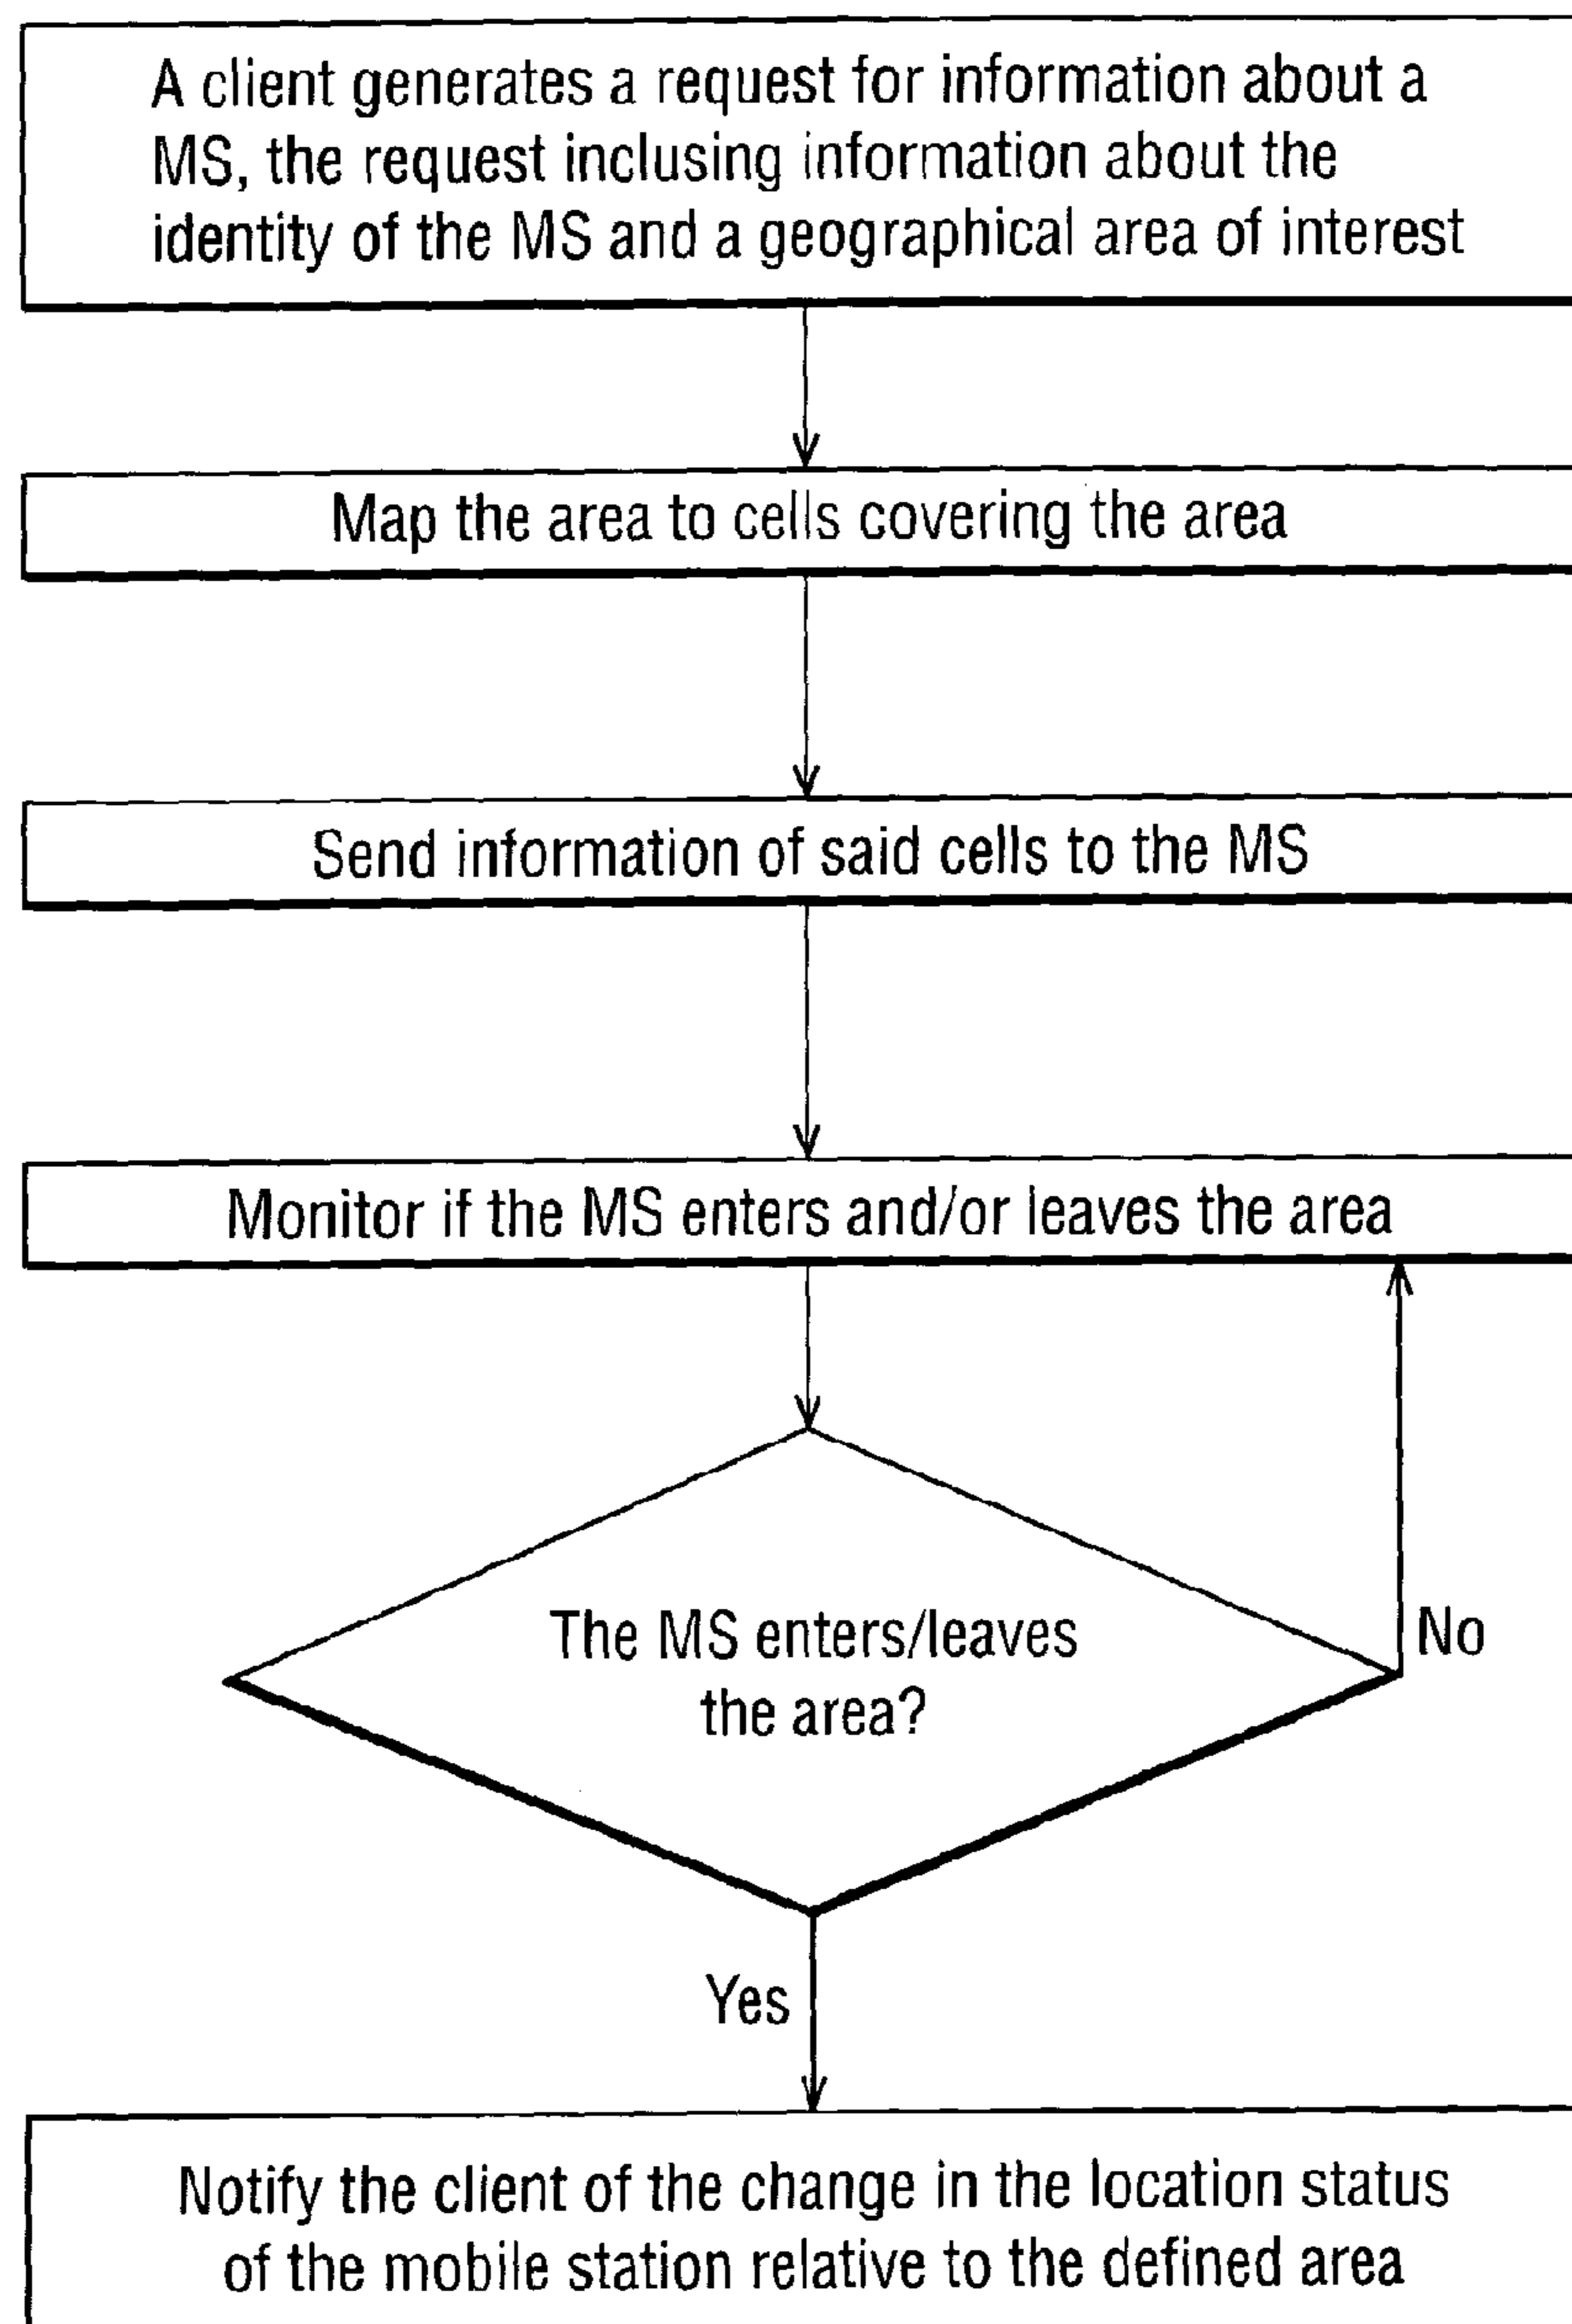 A client generates a request for information about a
MS, the request inclusing information about the
identity of the MS and a geographical area of interest
Map the area to cells covering the area
Send information of said cells to the MS
Monitor if the MS enters and/or leaves the area
The MS enters/leaves
the area?
No
Yes
Notify the client of the change in the location status
of the mobile station relative to the defined area